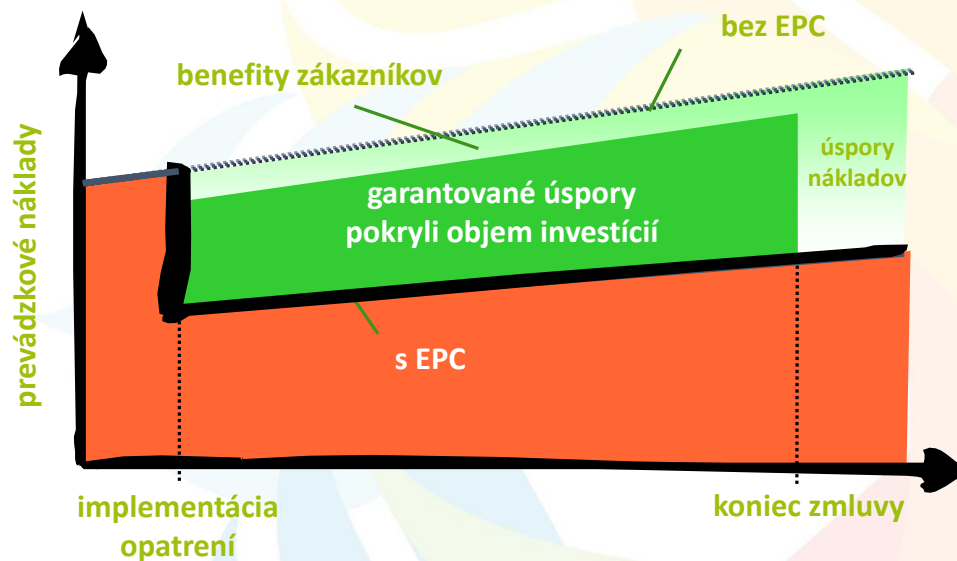 bez EPC
benefity zákazníkov
úspory
nákladov
garantované úspory
pokryli objem investícií
prevádzkové náklady
s EPC
implementácia
opatrení
koniec zmluvy